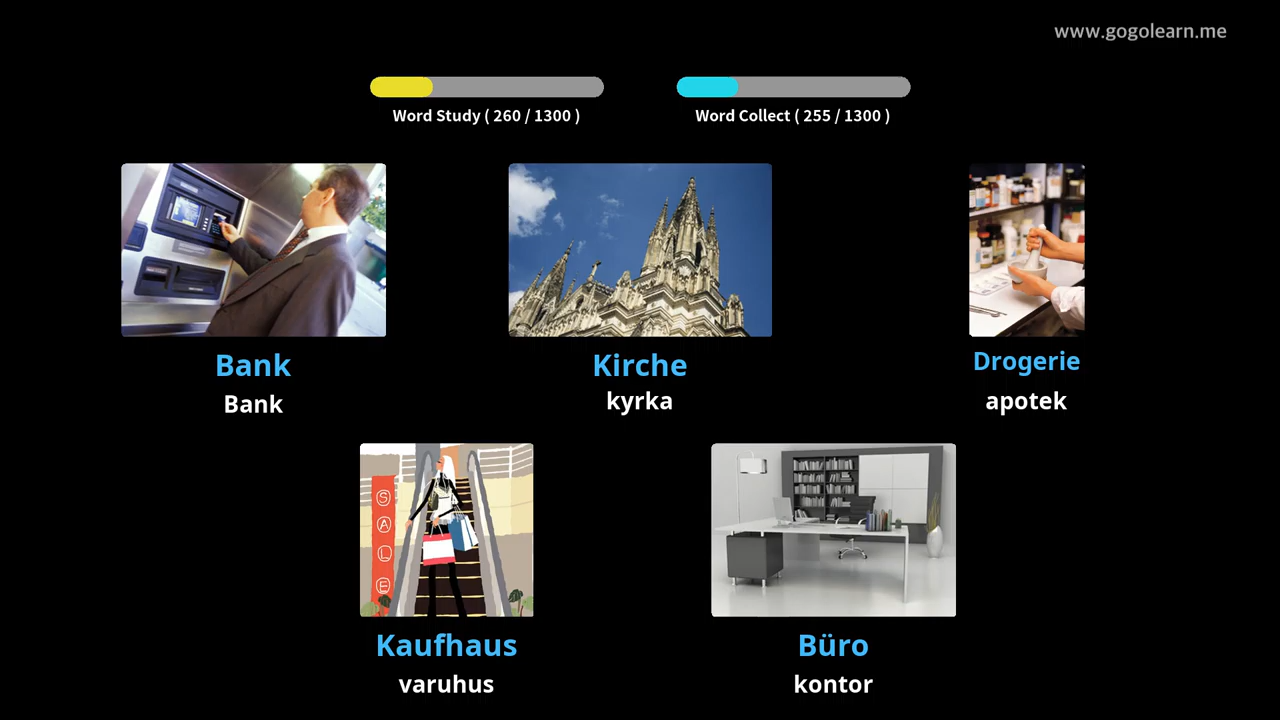 www.gogolearn.me
Word Study ( 260 / 1300 )
Word Collect ( 255 / 1300 )
Bank
Bank
Kirche
kyrka
Drogerie
apotek
SALE
Kaufhaus
varuhus
Büro
kontor